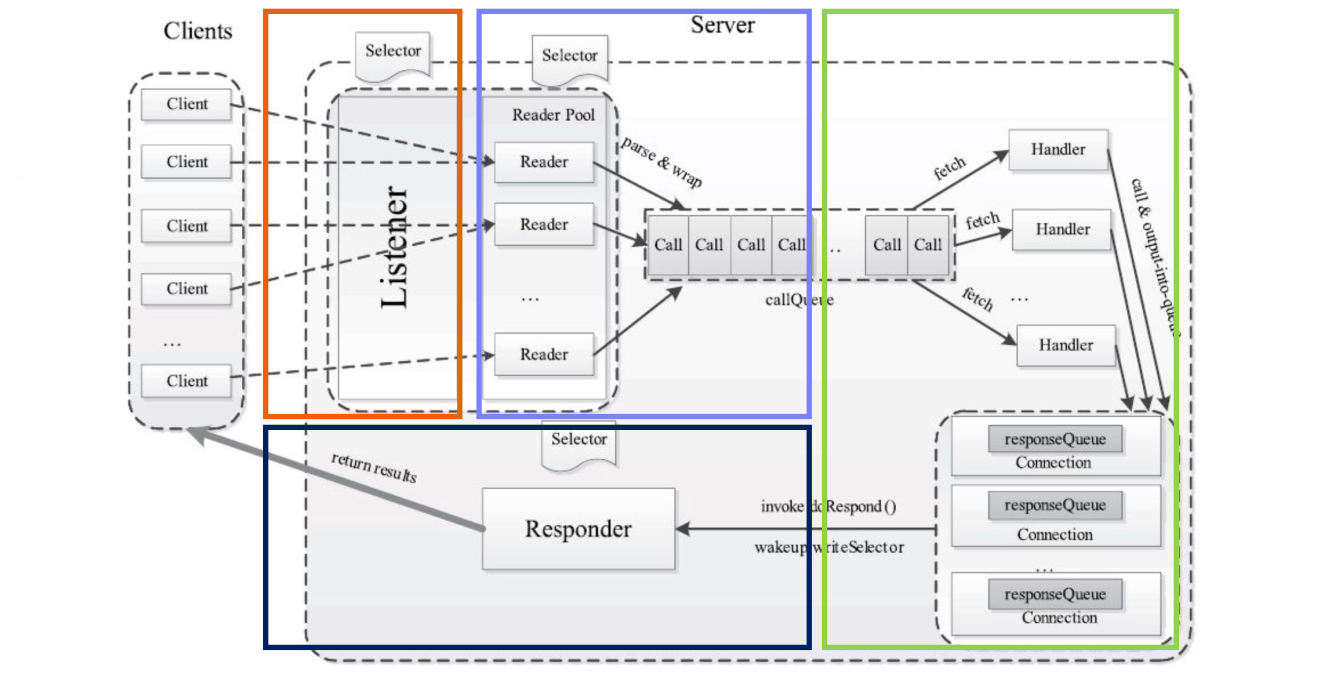 Clients
Server
Selector
Selector
Client
Client
Client
Client
...
Client
Listener
Reader Pool
Reader
Reader
...
Reader
parse & wrap
Call
Call
Call
Call
..
Call
Call
callQueue
fetch
fetch
fetch
Handler
Handler
...
Handler
call & output-into-queue
responseQueue
Connection
responseQueue
Connection
...
responseQueue
Connection
invoke doRespond()
wakeup writeSelector
Selector
Responder
return results